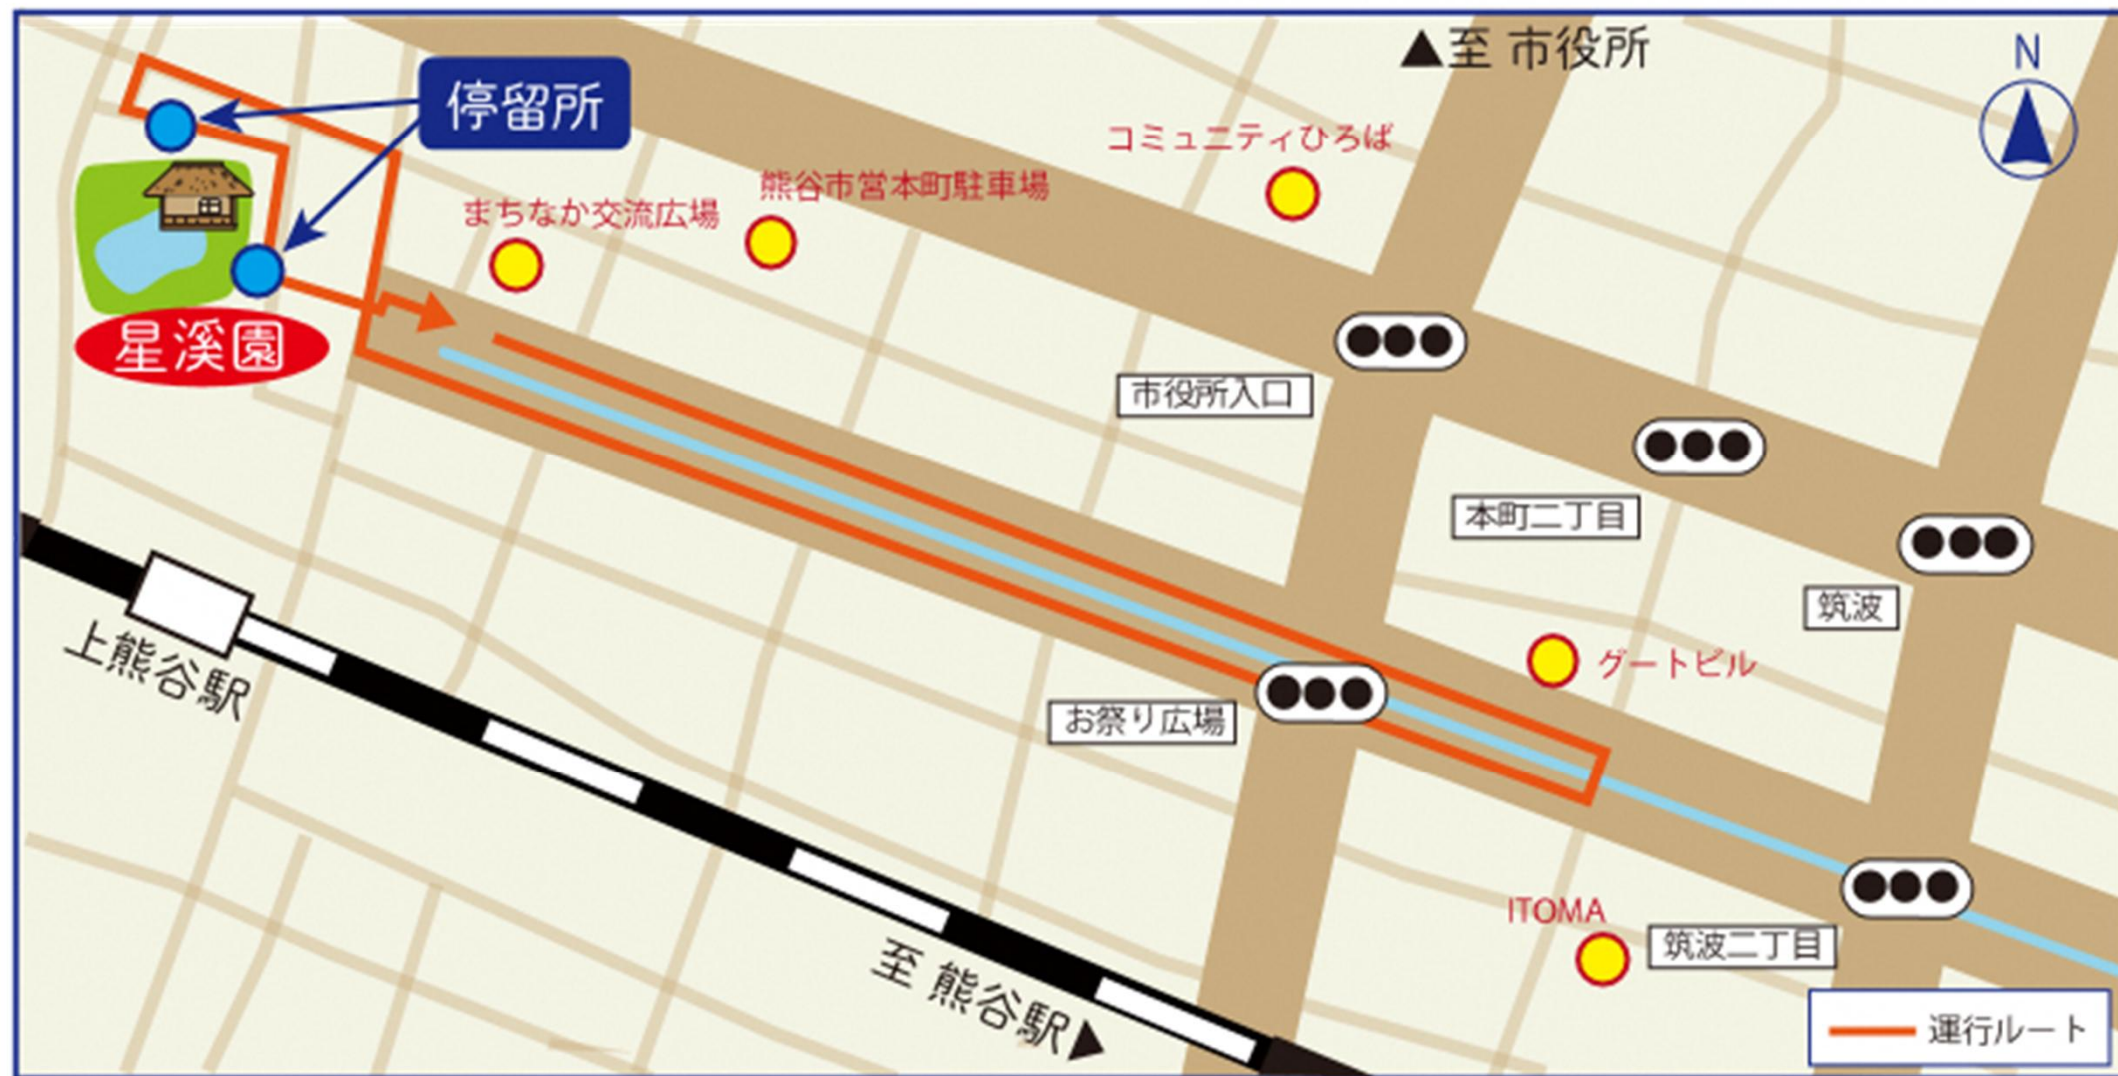 ▲至 市役所
N
停留所
コミュニティひろば
熊谷市営本町駐車場
まちなか交流広場
星溪園
市役所入口
本町二丁目
筑波
グートビル
お祭り広場
上熊谷駅
ITOMA
筑波二丁目
至 熊谷駅▶
運行ルート